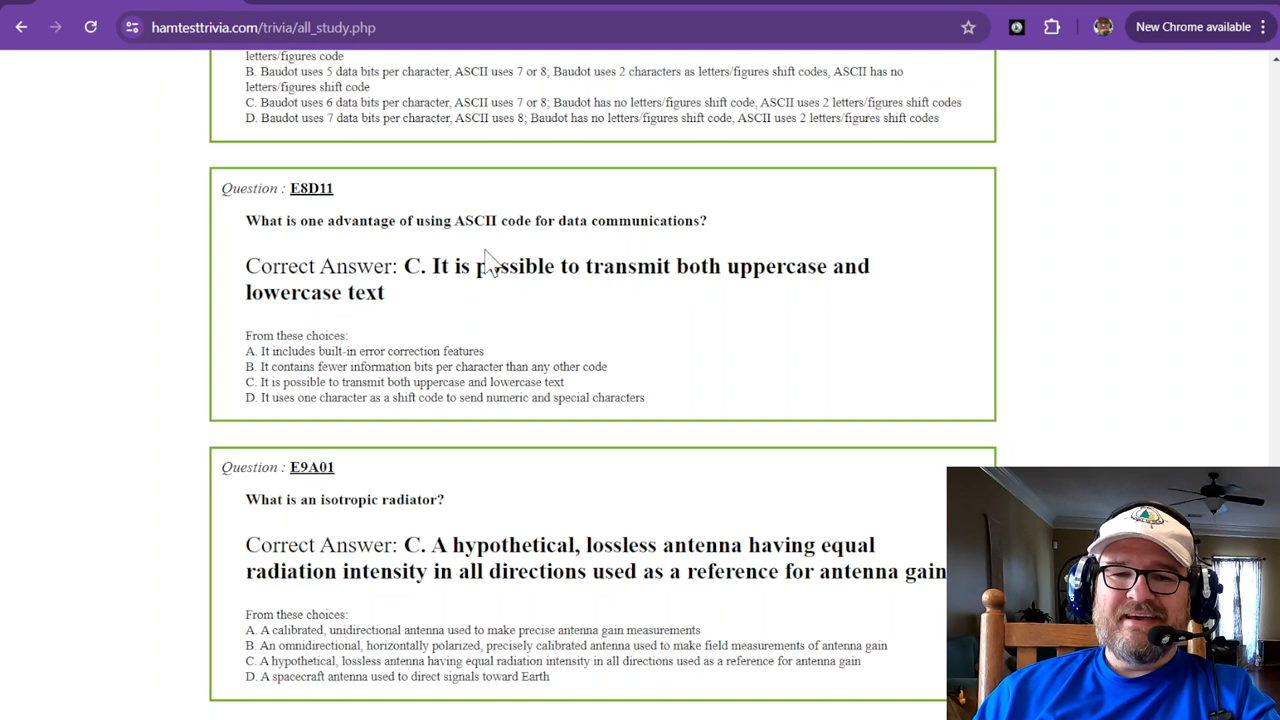 hamtesttrivia.com/trivia/all_study.php
New Chrome available
letters/figures code
B. Baudot uses 5 data bits per character, ASCII uses 7 or 8; Baudot uses 2 characters as letters/figures shift codes, ASCII has no
letters/figures shift code
C. Baudot uses 6 data bits per character, ASCII uses 7 or 8; Baudot has no letters/figures shift code, ASCII uses 2 letters/figures shift codes
D. Baudot uses 7 data bits per character, ASCII uses 8; Baudot has no letters/figures shift code, ASCII uses 2 letters/figures shift codes
Question : E8D11
What is one advantage of using ASCII code for data communications?
Correct Answer: C. It is possible to transmit both uppercase and
lowercase text
From these choices:
A. It includes built-in error correction features
B. It contains fewer information bits per character than any other code
C. It is possible to transmit both uppercase and lowercase text
D. It uses one character as a shift code to send numeric and special characters
Question : E9A01
What is an isotropic radiator?
Correct Answer: C. A hypothetical, lossless antenna having equal
radiation intensity in all directions used as a reference for antenna gain
From these choices:
A. A calibrated, unidirectional antenna used to make precise antenna gain measurements
B. An omnidirectional, horizontally polarized, precisely calibrated antenna used to make field measurements of antenna gain
C. A hypothetical, lossless antenna having equal radiation intensity in all directions used as a reference for antenna gain
D. A spacecraft antenna used to direct signals toward Earth